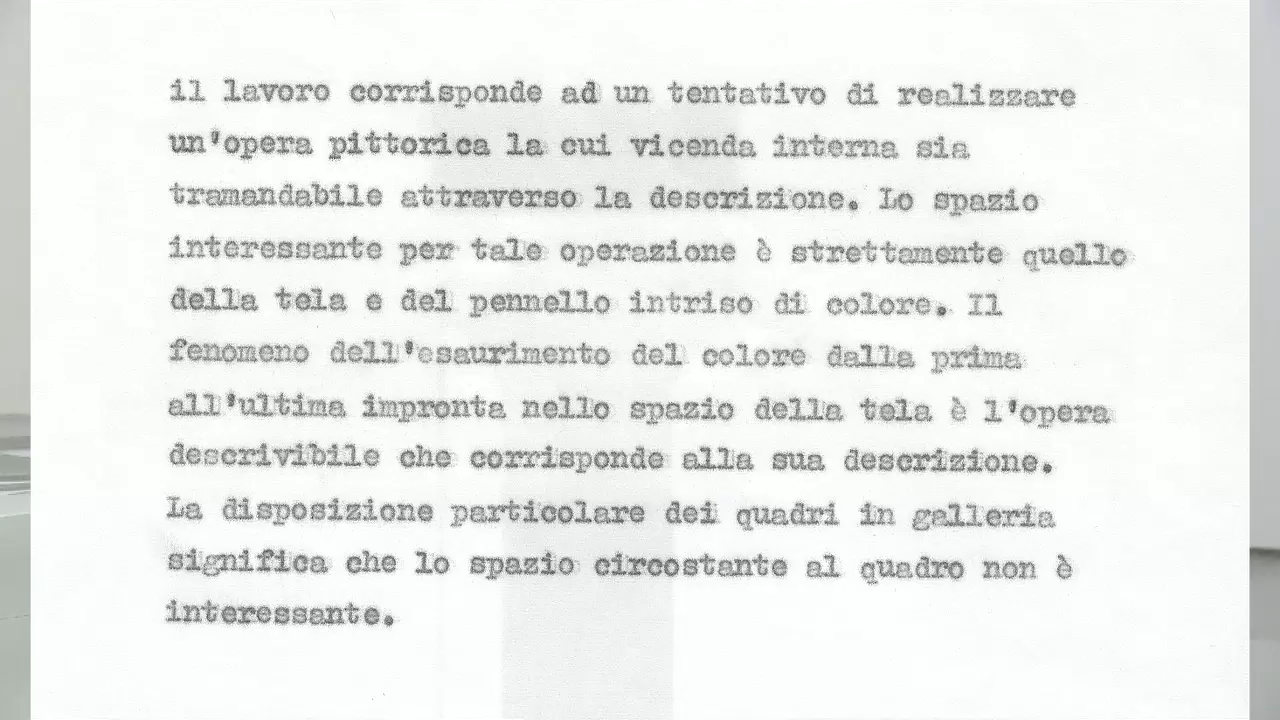 il lavoro corrisponde ad un tentativo di realizzare
un'opera pittorica la cui vicenda interna sia
tramandabile attraverso la descrizione. Lo spazio
interessante per tale operazione è strettamente quello
della tela e del pennello intriso di colore. Il
fenomeno dell'esaurimento del colore dalla prima
all'ultima impronta nello spazio della tela è l'opera
descrivibile che corrisponde alla sua descrizione.
La disposizione particolare dei quadri in galleria
significa che lo spazio circostante al quadro non è
interessante.